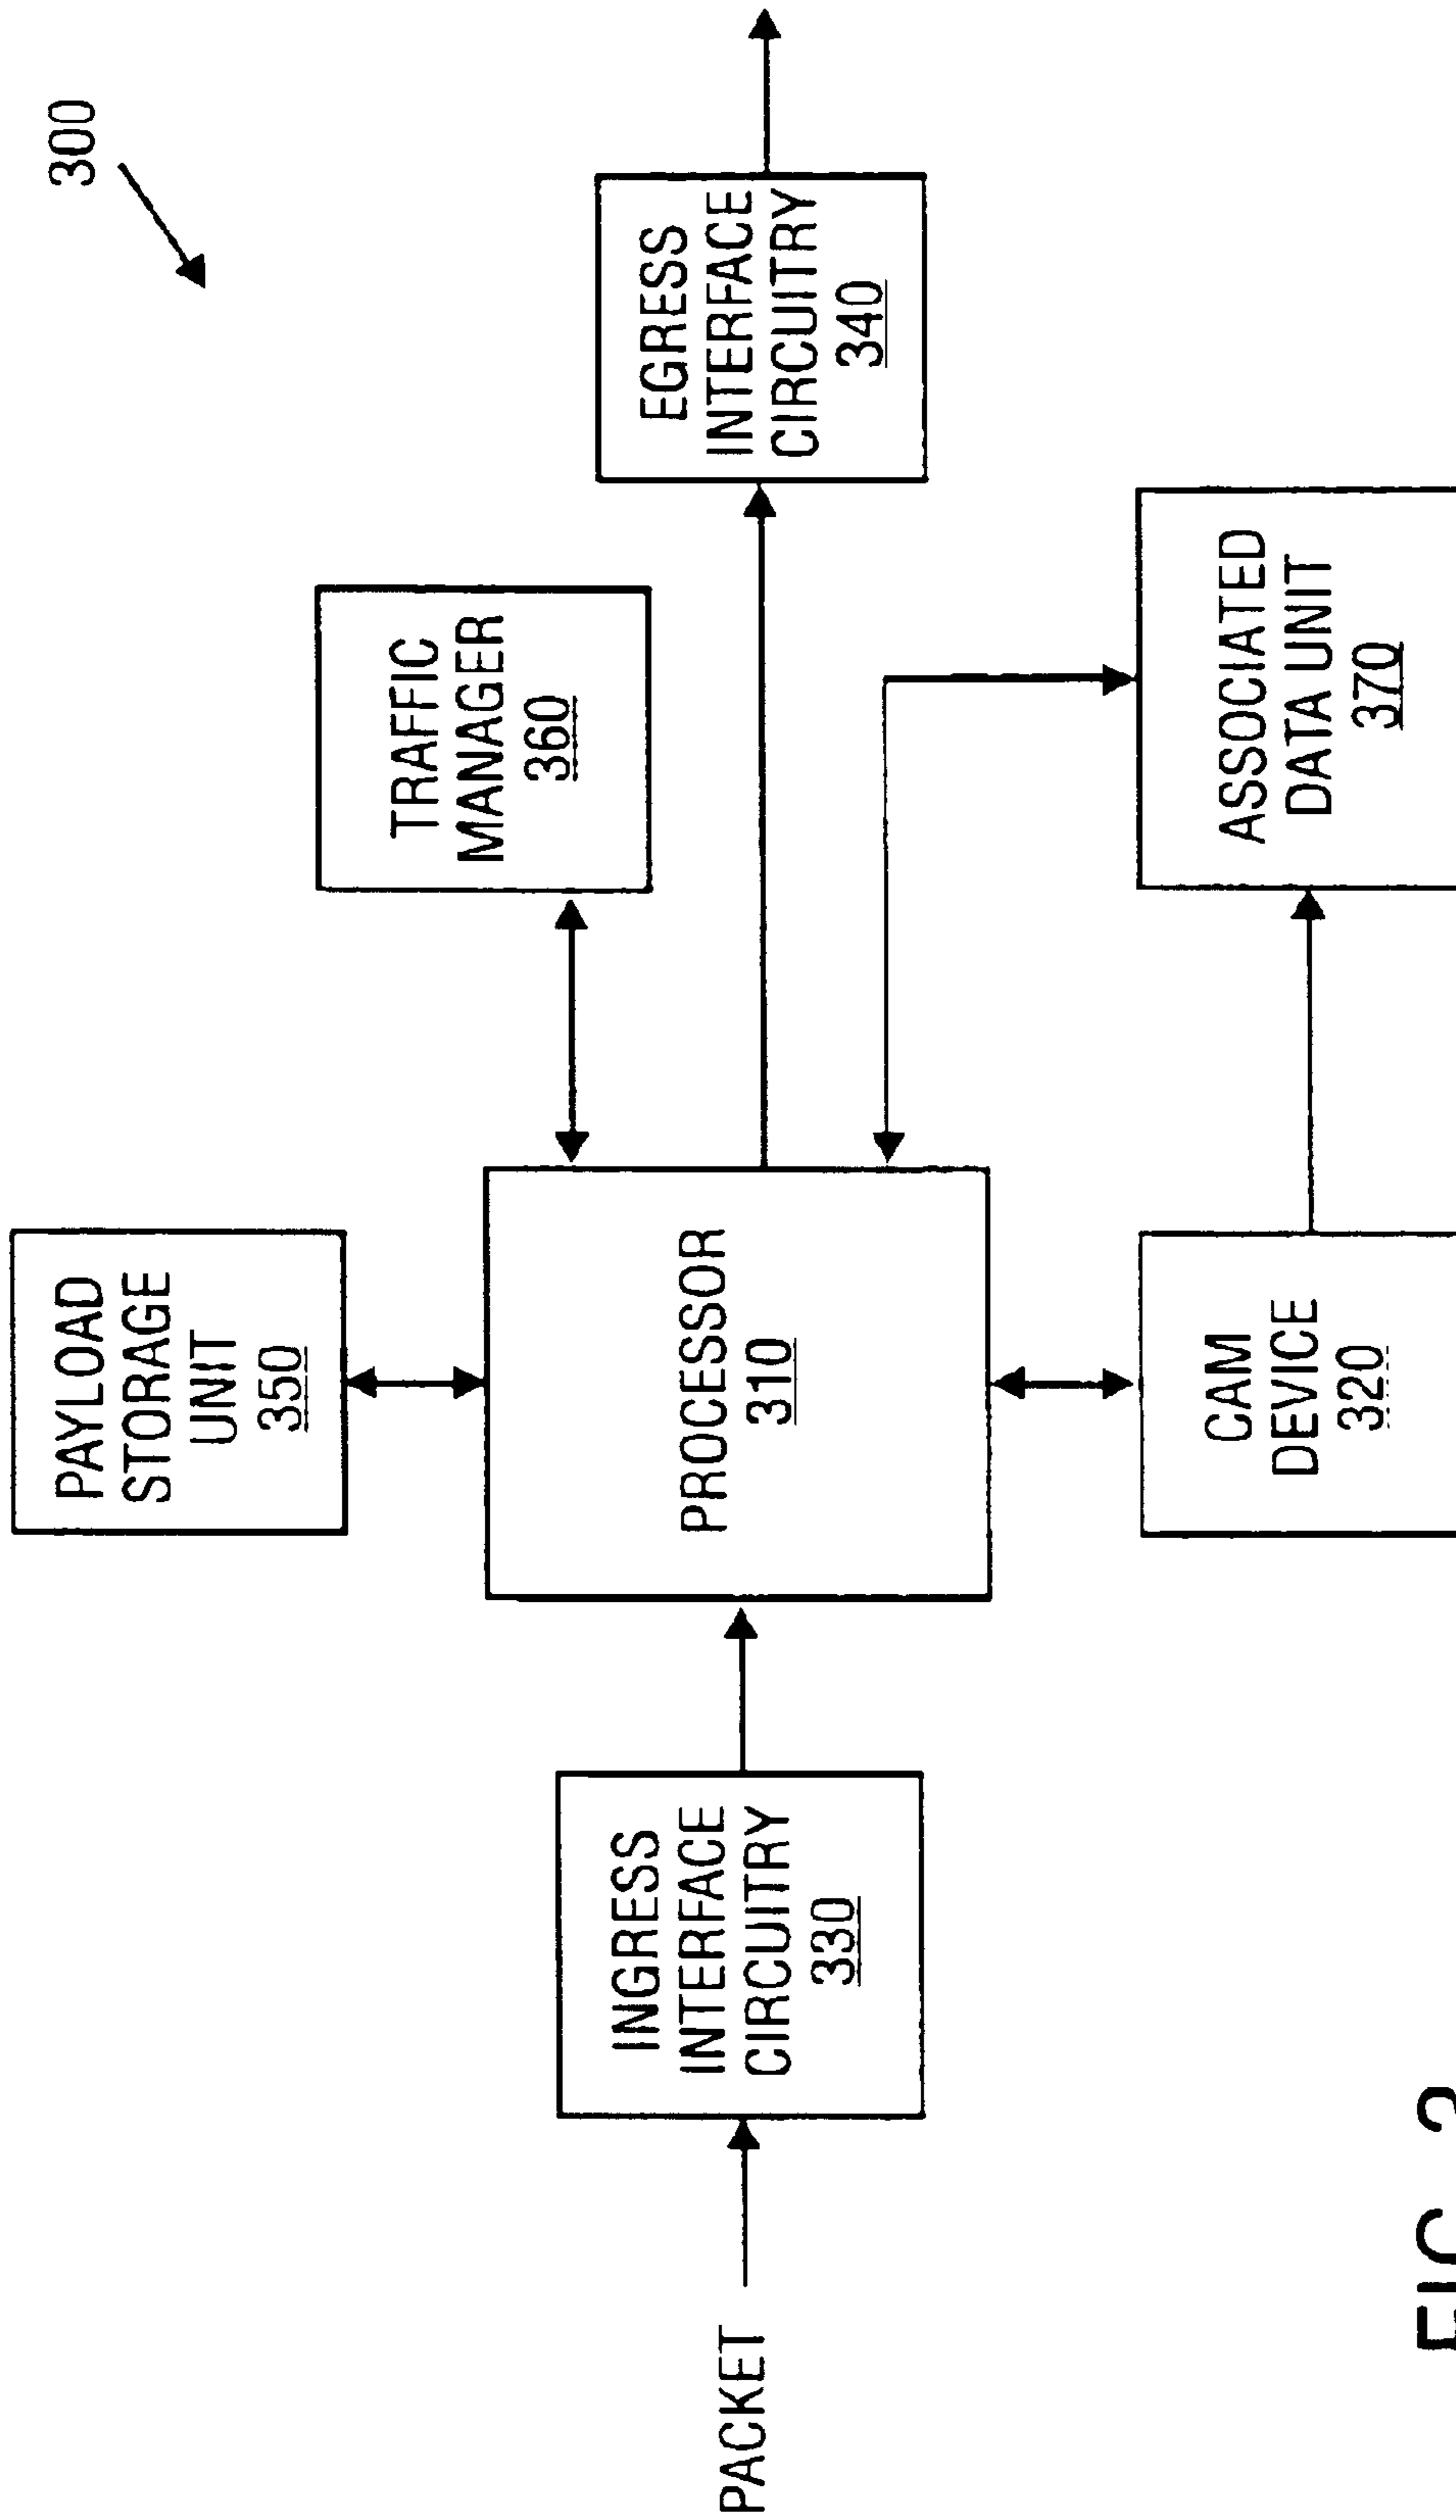 300
PAYLOAD
STORAGE
UNIT
350
TRAFFIC
MANAGER
360
PACKET
INGRESS
INTERFACE
CIRCUITRY
330
PROCESSOR
310
EGRESS
INTERFACE
CIRCUITRY
340
CAM
DEVICE
320
ASSOCIATED
DATA UNIT
370